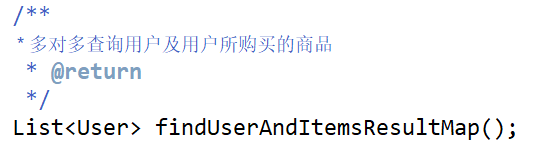 /**
* 多对多查询用户及用户所购买的商品
* @return
*/
List<User> findUserAndItemsResultMap();